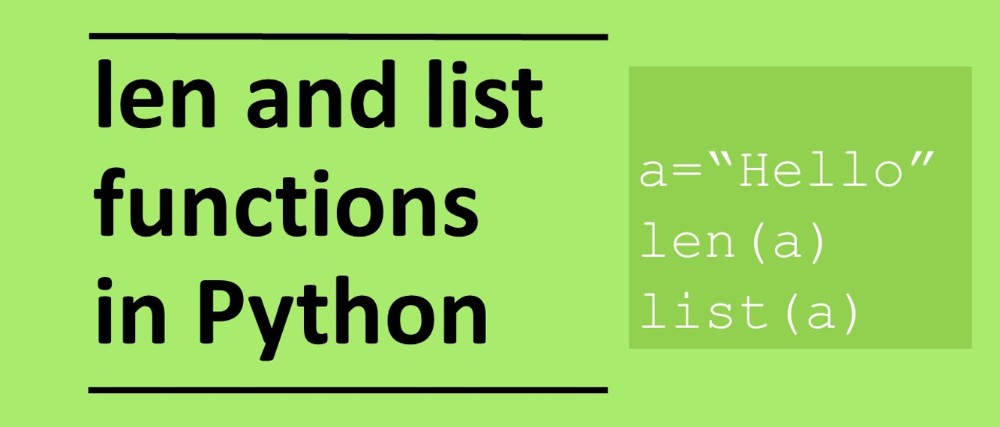 len and list
functions
in Python
a=“Hello”
len(a)
list(a)